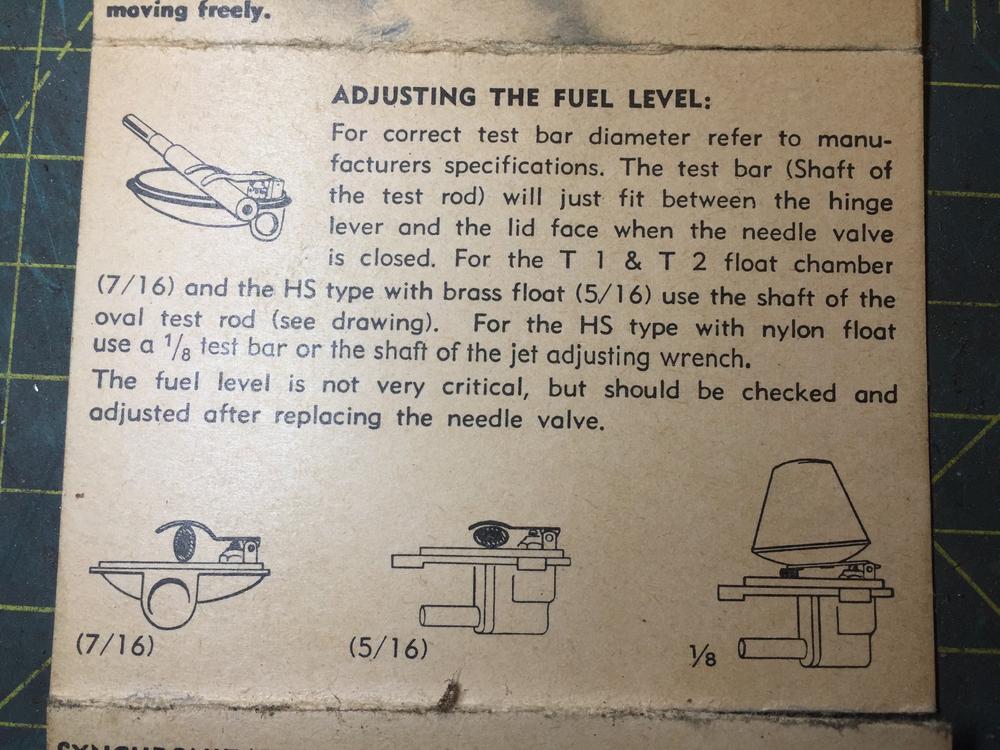 moving freely.
ADJUSTING THE FUEL LEVEL:
For correct test bar diameter refer to manu-
facturers specifications. The test bar (Shaft of
the test rod) will just fit between the hinge
lever and the lid face when the needle valve
is closed. For the T 1 & T 2 float chamber
(7/16) and the HS type with brass float (5/16) use the shaft of the
oval test rod (see drawing). For the HS type with nylon float
use a 1/8 test bar or the shaft of the jet adjusting wrench.
The fuel level is not very critical, but should be checked and
adjusted after replacing the needle valve.
(7/16)
(5/16)
1/8